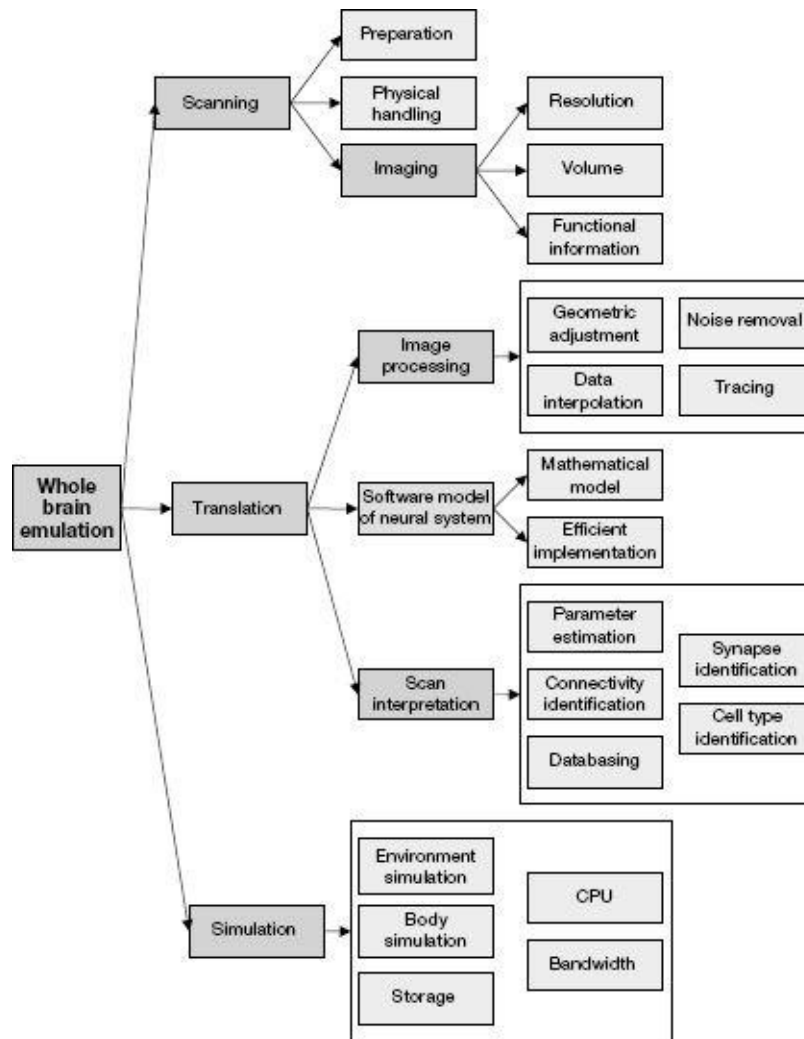 Preparation
Scanning
Physical
handling
Resolution
Imaging
Volume
Functional
information
Geometric
adjustment
Noise removal
Image
processing
Data
interpolation
Tracing
Whole
brain
emulation
Translation
Software model
of neural system
Mathematical
model
Efficient
implementation
Parameter
estimation
Synapse
identification
Scan
interpretation
Connectivity
identification
Cell type
identification
Databasing
Simulation
Environment
simulation
CPU
Body
simulation
Bandwidth
Storage